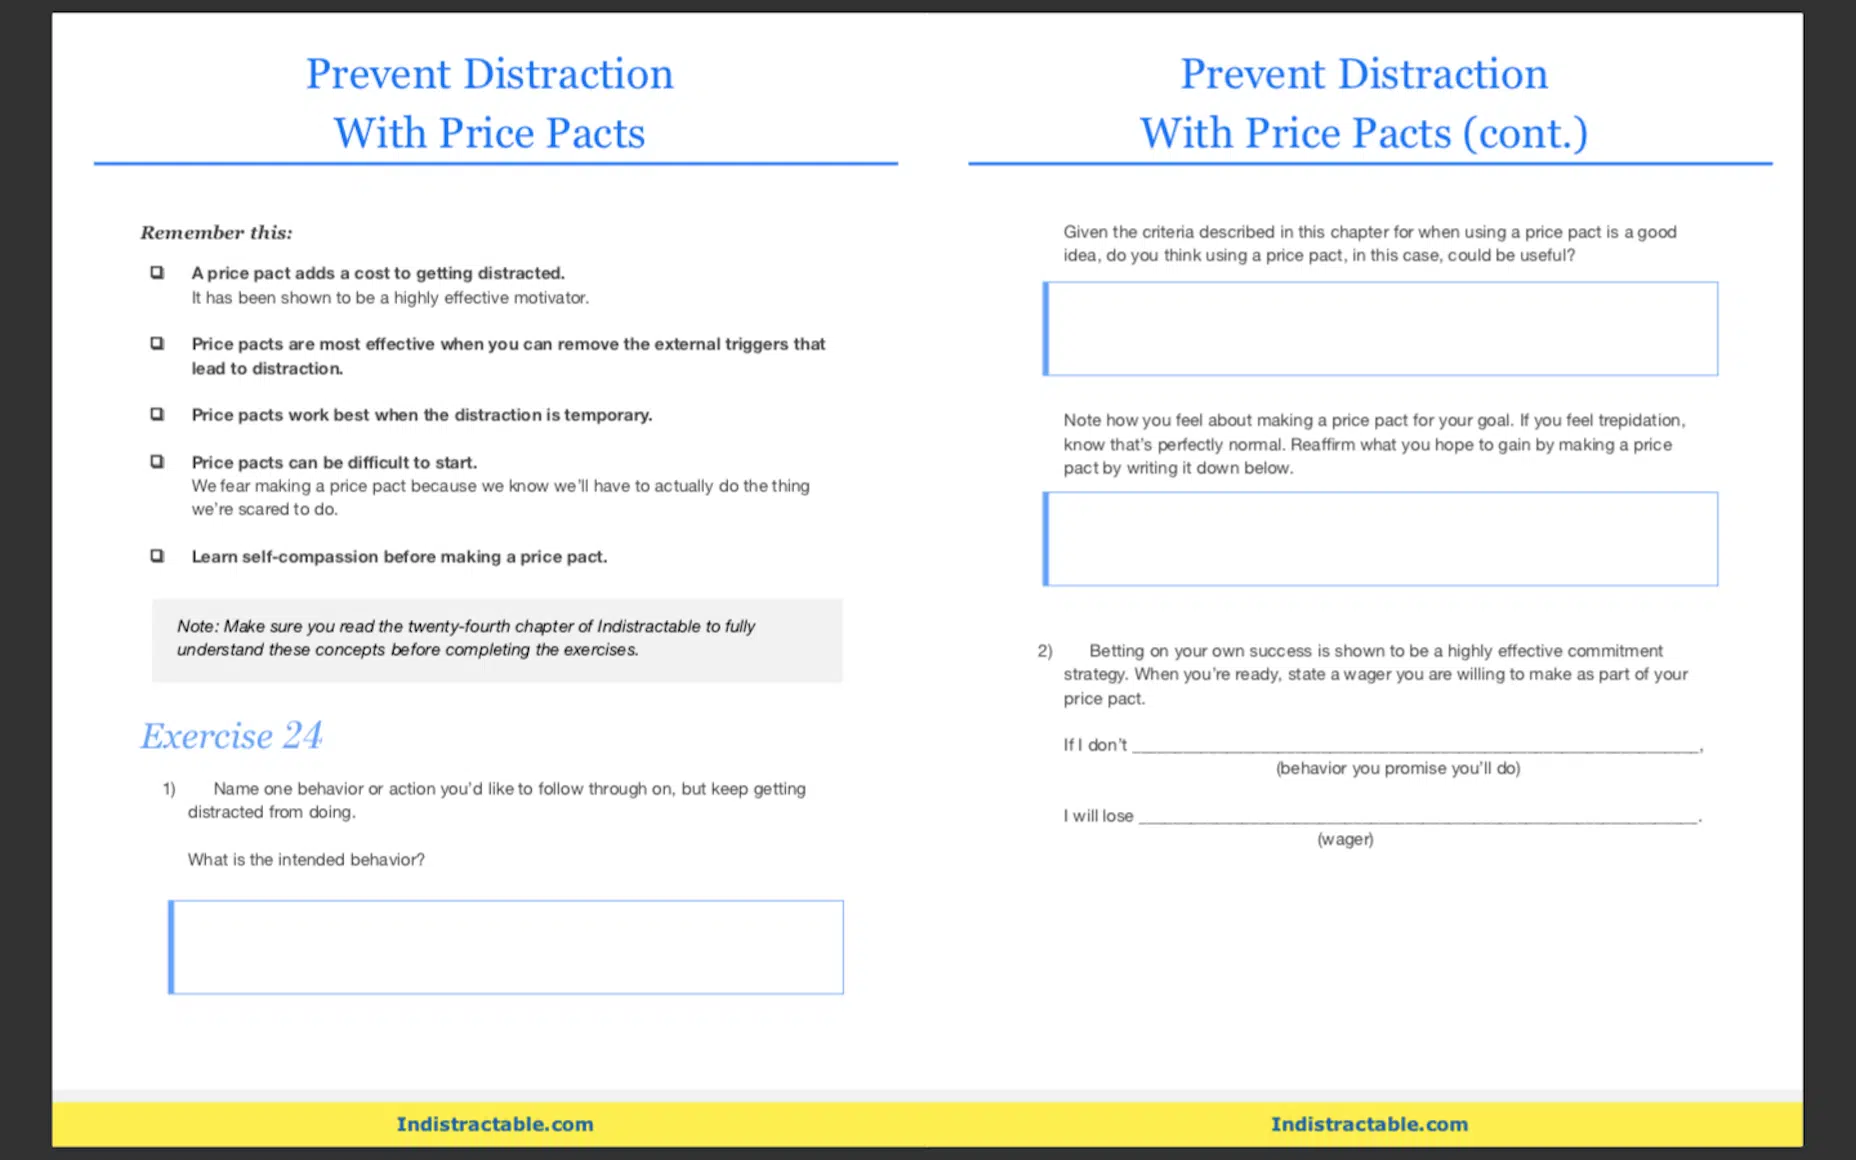 Prevent Distraction
With Price Pacts
Remember this:
❏ A price pact adds a cost to getting distracted.
It has been shown to be a highly effective motivator.
❏ Price pacts are most effective when you can remove the external triggers that
lead to distraction.
❏ Price pacts work best when the distraction is temporary.
❏ Price pacts can be difficult to start.
We fear making a price pact because we know we’ll have to actually do the thing
we’re scared to do.
❏ Learn self-compassion before making a price pact.
Note: Make sure you read the twenty-fourth chapter of Indistractable to fully
understand these concepts before completing the exercises.
Exercise 24
1) Name one behavior or action you’d like to follow through on, but keep getting
distracted from doing.
What is the intended behavior?
Indistractable.com
Prevent Distraction
With Price Pacts (cont.)
Given the criteria described in this chapter for when using a price pact is a good
idea, do you think using a price pact, in this case, could be useful?
Note how you feel about making a price pact for your goal. If you feel trepidation,
know that’s perfectly normal. Reaffirm what you hope to gain by making a price
pact by writing it down below.
2) Betting on your own success is shown to be a highly effective commitment
strategy. When you’re ready, state a wager you are willing to make as part of your
price pact.
If I don’t ______________________________,
(behavior you promise you’ll do)
I will lose ______________________________.
(wager)
Indistractable.com